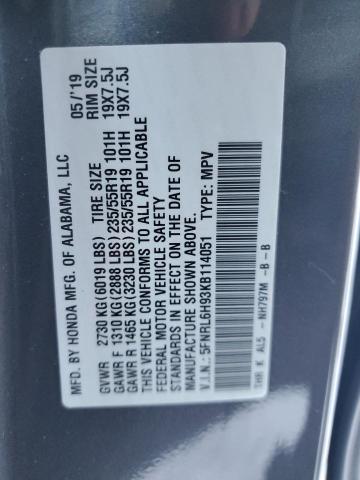 MFD. BY HONDA MFG. OF ALABAMA, LLC 05/'19
TIRE SIZE RIM SIZE
GVWR 2730 KG(6019 LBS)
GAWR F 1310 KG(2888 LBS) 235/55R19 101H 19X7.5J
GAWR R 1465 KG(3230 LBS) 235/55R19 101H 19X7.5J
THIS VEHICLE CONFORMS TO ALL APPLICABLE
FEDERAL MOTOR VEHICLE SAFETY
STANDARDS IN EFFECT ON THE DATE OF
MANUFACTURE SHOWN ABOVE.
V.I.N.: 5FNRL6H93KB114051 TYPE: MPV
THR K AL5 -NH797M -B -B